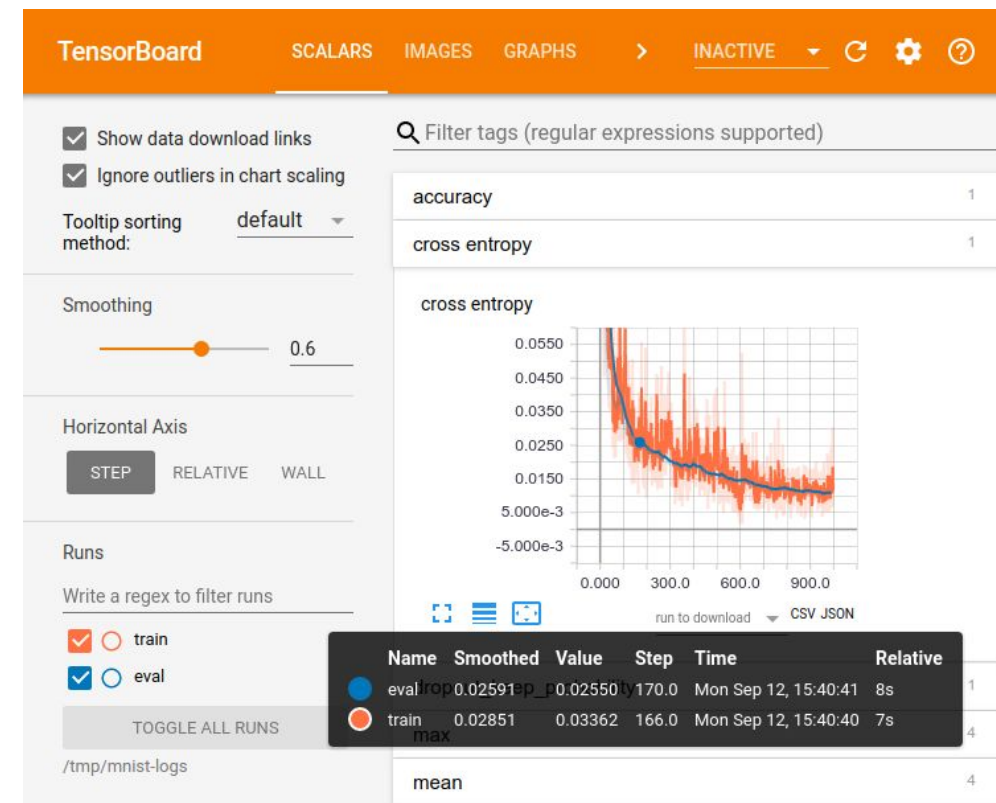 TensorBoard SCALARS IMAGES GRAPHS > INACTIVE
Show data download links
Ignore outliers in chart scaling
Tooltip sorting method: default
Smoothing
0.6
Horizontal Axis
STEP RELATIVE WALL
Runs
Write a regex to filter runs
train
eval
TOGGLE ALL RUNS
/tmp/mnist-logs
Filter tags (regular expressions supported)
accuracy 1
cross entropy 1
cross entropy
0.0550
0.0450
0.0350
0.0250
0.0150
5.000e-3
-5.000e-3
0.000 300.0 600.0 900.0
run to download CSV JSON
Name Smoothed Value Step Time Relative
eval 0.02591 0.02550 170.0 Mon Sep 12, 15:40:41 8s
train 0.02851 0.03362 166.0 Mon Sep 12, 15:40:40 7s
1
max 4
mean 4